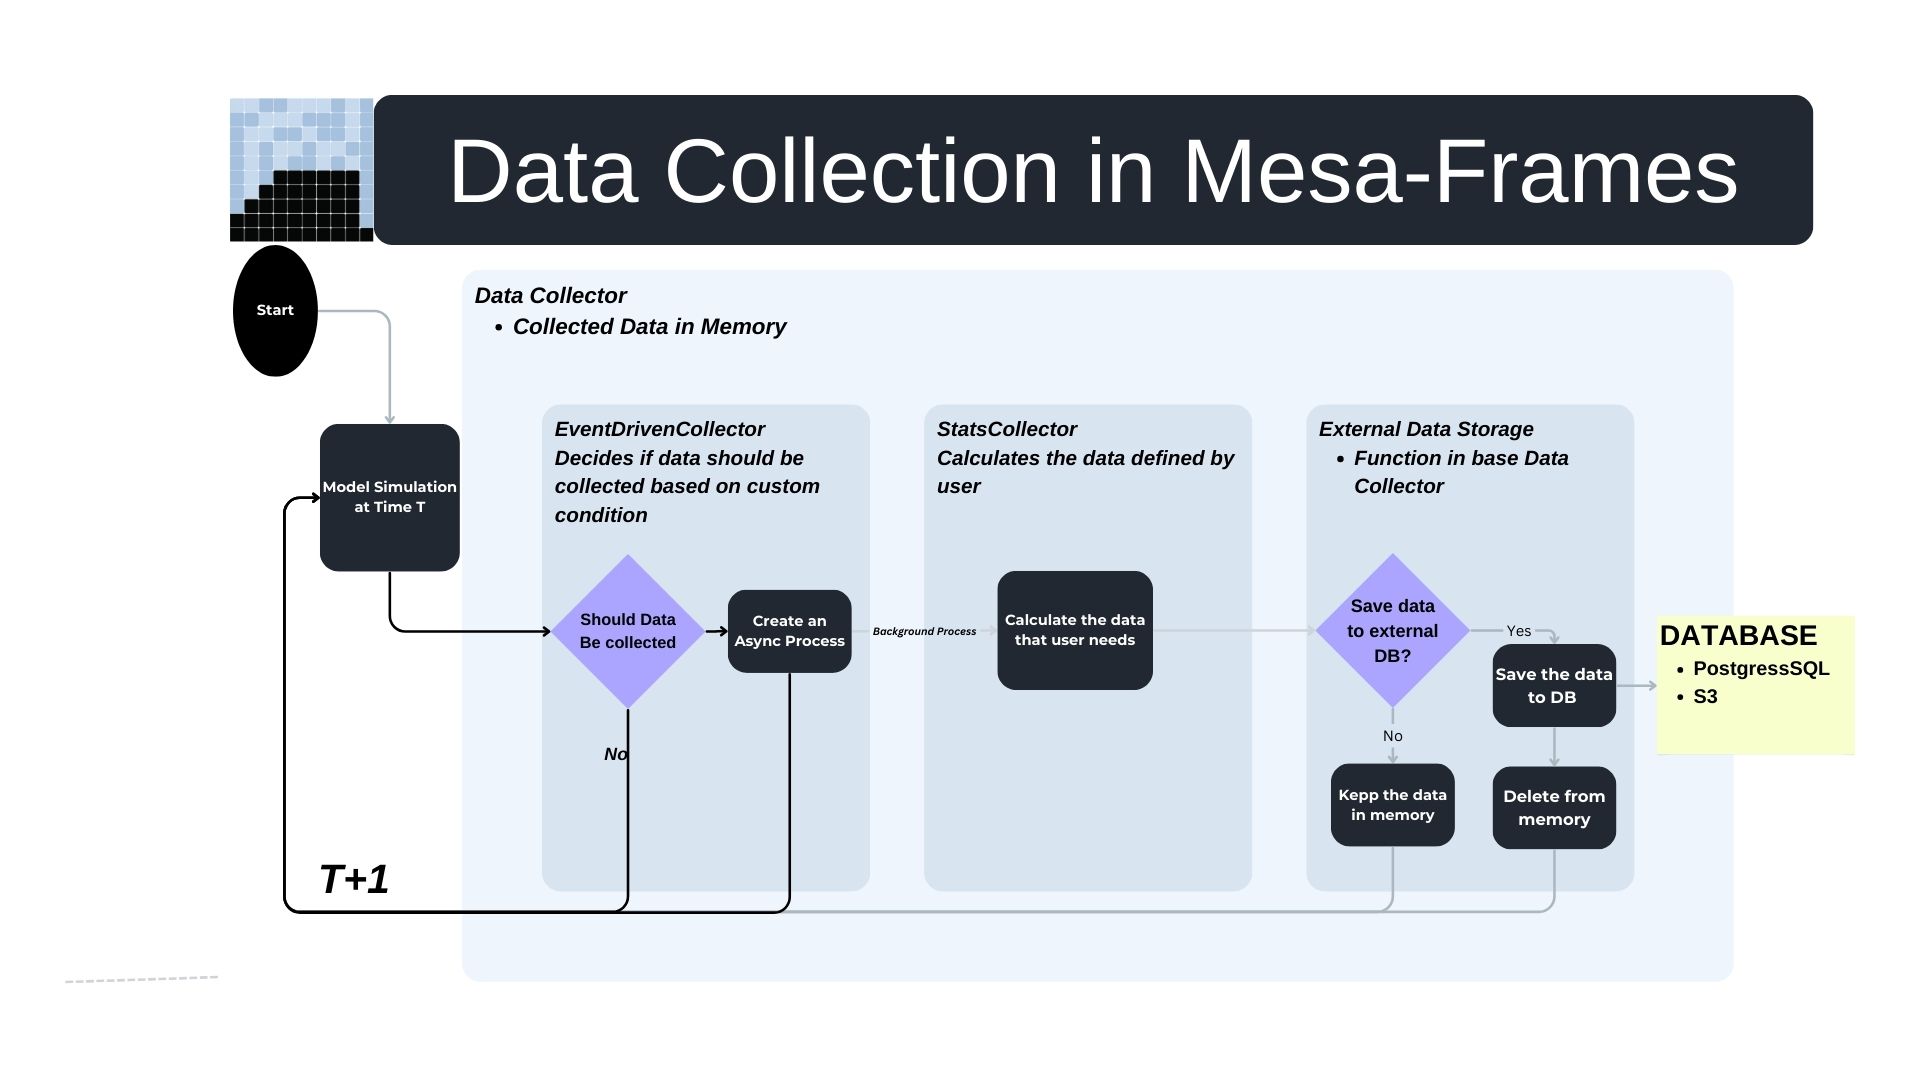 Data Collection in Mesa-Frames
Start
Data Collector
• Collected Data in Memory
Model Simulation
at Time T
EventDrivenCollector
Decides if data should be
collected based on custom
condition
Should Data
Be collected
Create an
Async Process
No
Background Process
StatsCollector
Calculates the data defined by
user
Calculate the data
that user needs
External Data Storage
• Function in base Data
Collector
Save data
to external
DB?
Yes
No
Save the data
to DB
Kepp the data
in memory
Delete from
memory
DATABASE
• PostgressSQL
• S3
T+1